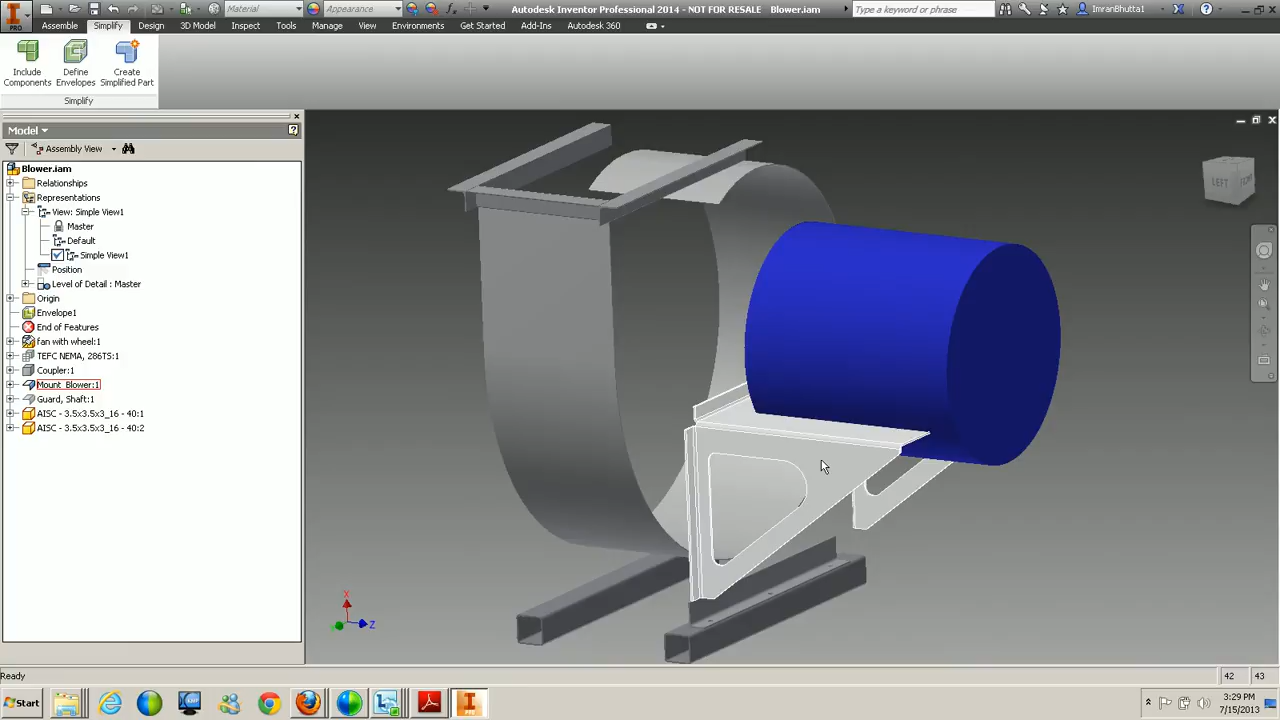 Material
Appearance
Autodesk Inventor Professional 2014 - NOT FOR RESALE Blower.iam
Type a keyword or phrase
ImranBhutta1
PRO
Assemble Simplify Design 3D Model Inspect Tools Manage View Environments Get Started Add-Ins Autodesk 360
Include Components
Define Envelopes
Create Simplified Part
Simplify
Model
Assembly View
Blower.iam
Relationships
Representations
View: Simple View1
Master
Default
Simple View1
Position
Level of Detail : Master
Origin
Envelope1
End of Features
fan with wheel:1
TEFC NEMA, 286TS:1
Coupler:1
Mount_Blower:1
Guard, Shaft:1
AISC - 3.5x3.5x3_16 - 40:1
AISC - 3.5x3.5x3_16 - 40:2
LEFT
TOP
X
Y
Z
Ready
42 43
Start
3:29 PM
7/15/2013